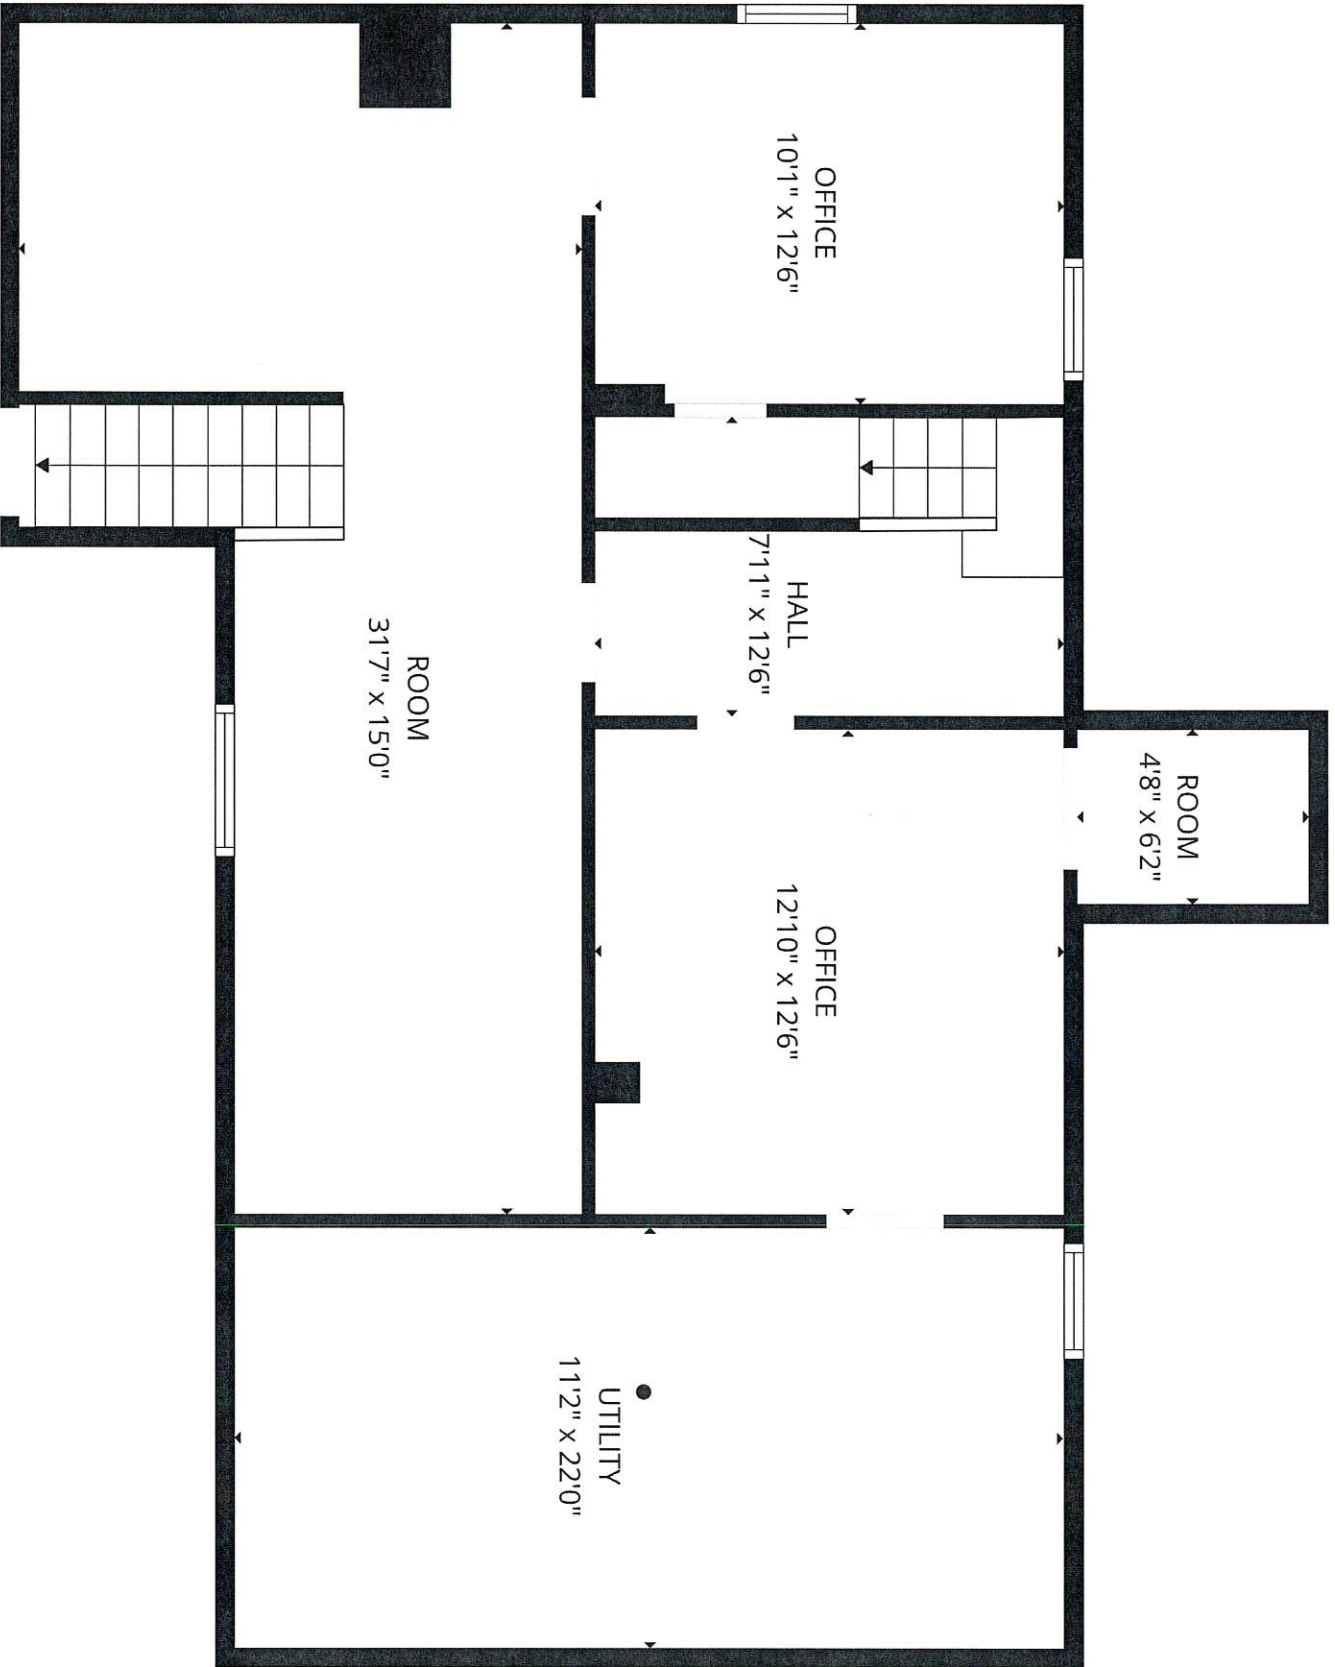 ROOM
4'8" x 6'2"
OFFICE
10'1" x 12'6"
HALL
7'11" x 12'6"
OFFICE
12'10" x 12'6"
ROOM
31'7" x 15'0"
UTILITY
11'2" x 22'0"